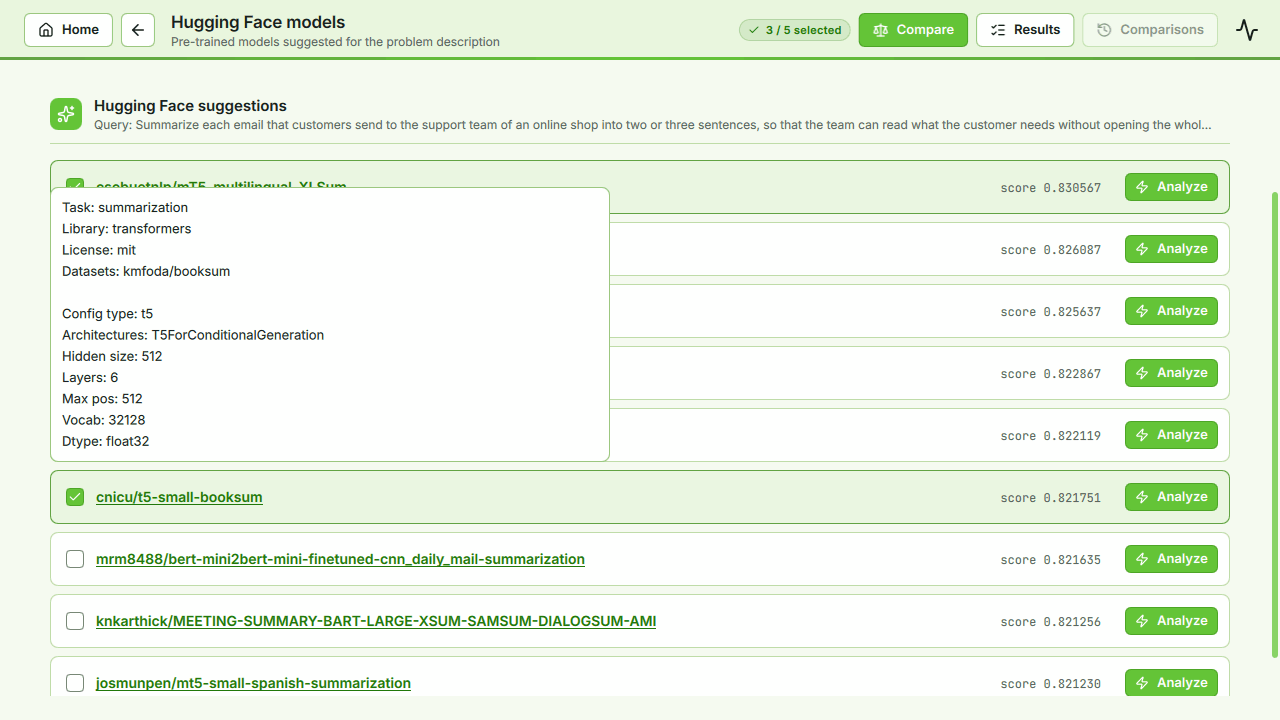 Home
Hugging Face models
Pre-trained models suggested for the problem description
3 / 5 selected
Compare
Results
Comparisons
Hugging Face suggestions
Query: Summarize each email that customers send to the support team of an online shop into two or three sentences, so that the team can read what the customer needs without opening the whol...
csebuetnlp/mT5_multilingual_XLSum
score 0.830567
Analyze
Task: summarization
Library: transformers
License: mit
Datasets: kmfoda/booksum
Config type: t5
Architectures: T5ForConditionalGeneration
Hidden size: 512
Layers: 6
Max pos: 512
Vocab: 32128
Dtype: float32
score 0.826087
Analyze
score 0.825637
Analyze
score 0.822867
Analyze
score 0.822119
Analyze
cnicu/t5-small-booksum
score 0.821751
Analyze
mrm8488/bert-mini2bert-mini-finetuned-cnn_daily_mail-summarization
score 0.821635
Analyze
knkarthick/MEETING-SUMMARY-BART-LARGE-XSUM-SAMSUM-DIALOGSUM-AMI
score 0.821256
Analyze
josmunpen/mt5-small-spanish-summarization
score 0.821230
Analyze